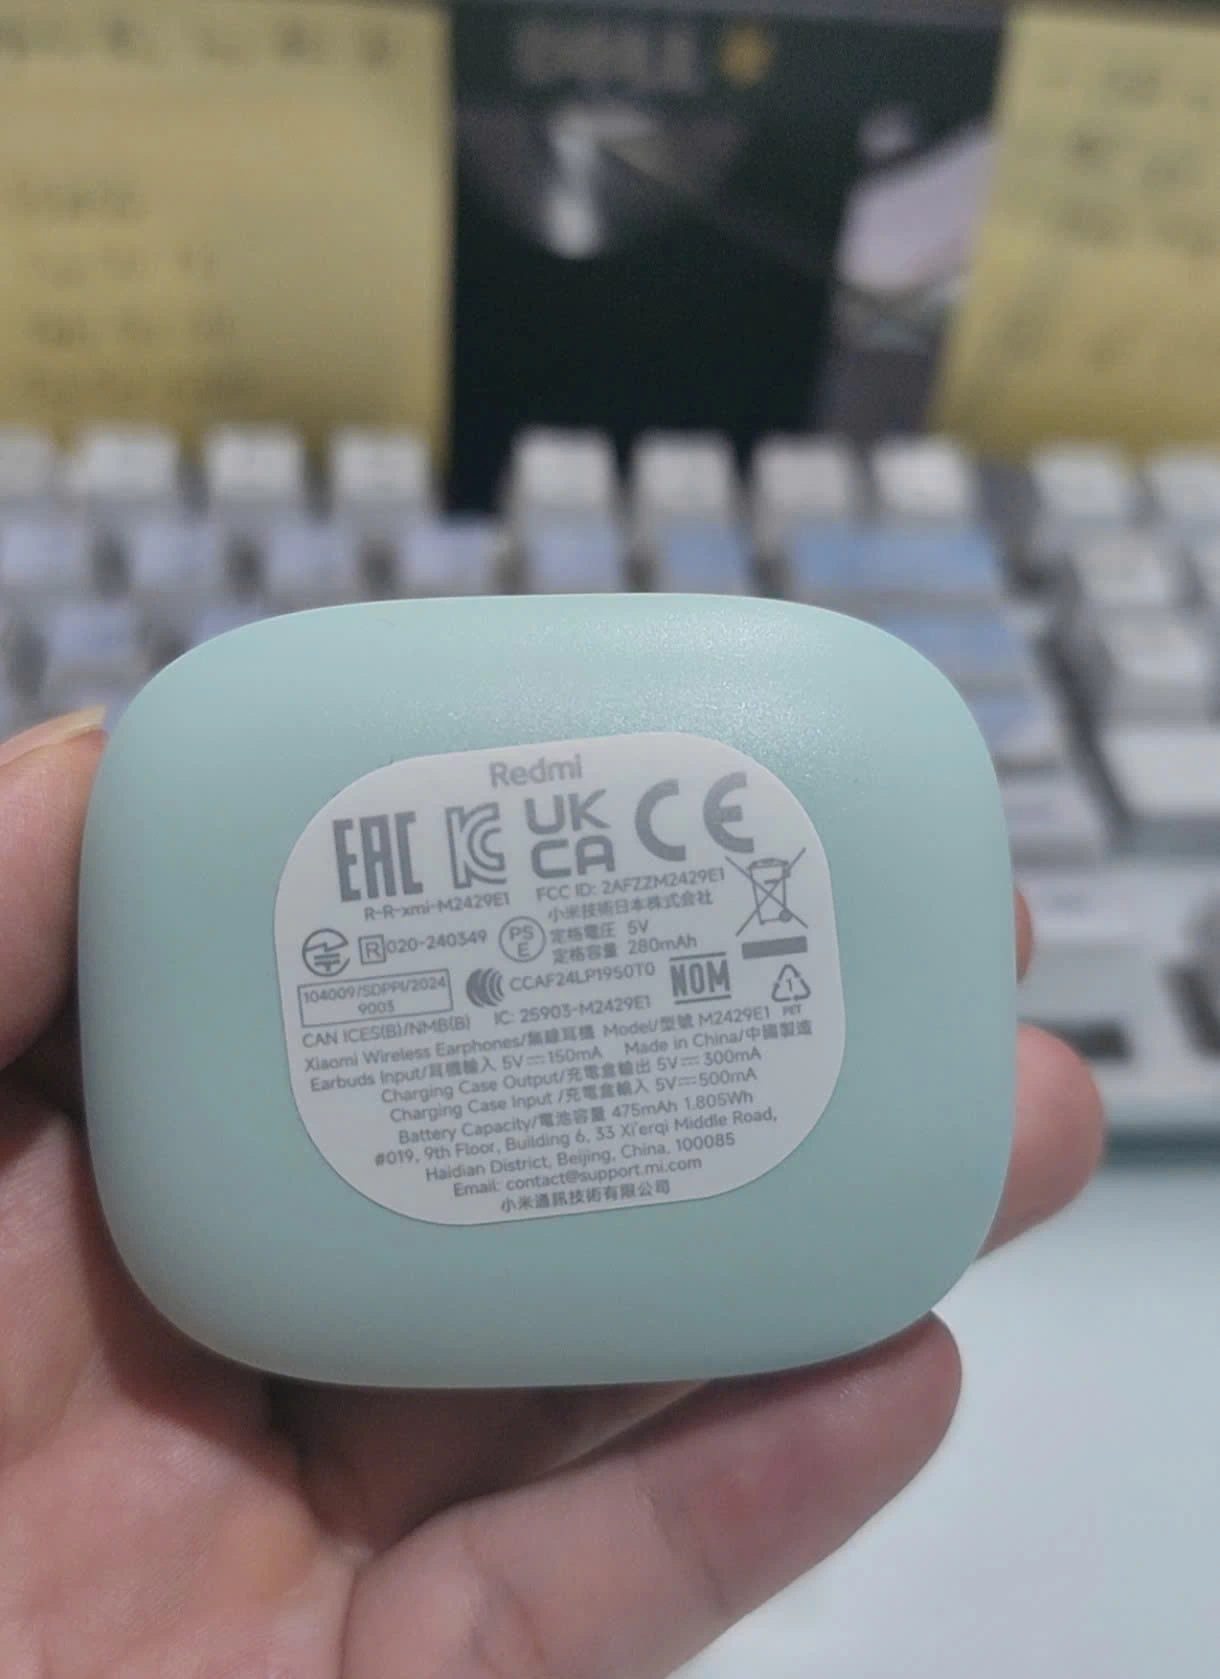 Redmi
EAC
UK
CA
CE
R-R-xmi-M2429E1
FCC ID: 2AFZZM2429E1
小米技術日本株式会社
R 020-240349
PS
E
定格電圧 5V
定格容量 280mAh
104009/SDPPI/2024
9003
CCAF24LP1950T0
NOM
1
PET
CAN ICES(B)/NMB(B)
IC: 25903-M2429E1
Xiaomi Wireless Earphones/無線耳機 Model/型號 M2429E1
Earbuds Input/耳機輸入 5V⎓150mA Made in China/中國製造
Charging Case Output/充電盒輸出 5V⎓300mA
Charging Case Input /充電盒輸入 5V⎓500mA
Battery Capacity/電池容量 475mAh 1.805Wh
#019, 9th Floor, Building 6, 33 Xi'erqi Middle Road,
Haidian District, Beijing, China, 100085
Email: contact@support.mi.com
小米通訊技術有限公司